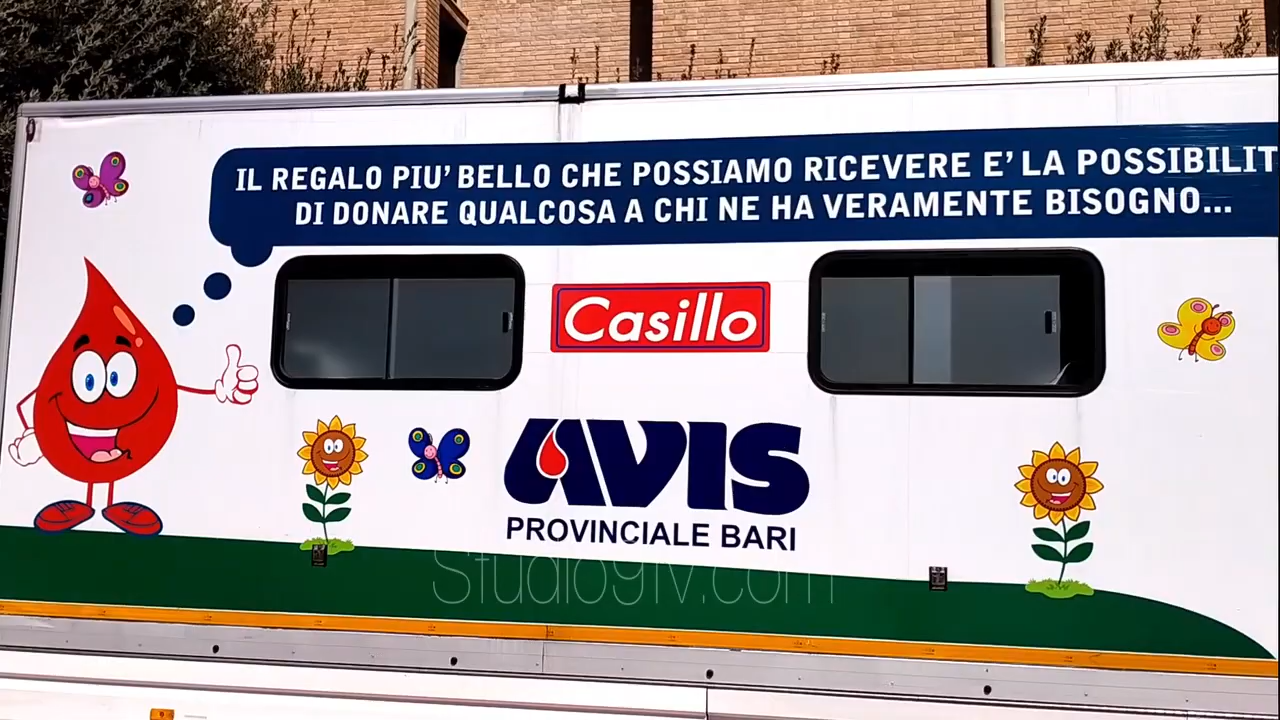 IL REGALO PIU' BELLO CHE POSSIAMO RICEVERE E' LA POSSIBILIT
DI DONARE QUALCOSA A CHI NE HA VERAMENTE BISOGNO...
Casillo
AVIS
PROVINCIALE BARI
Studio9tv.com